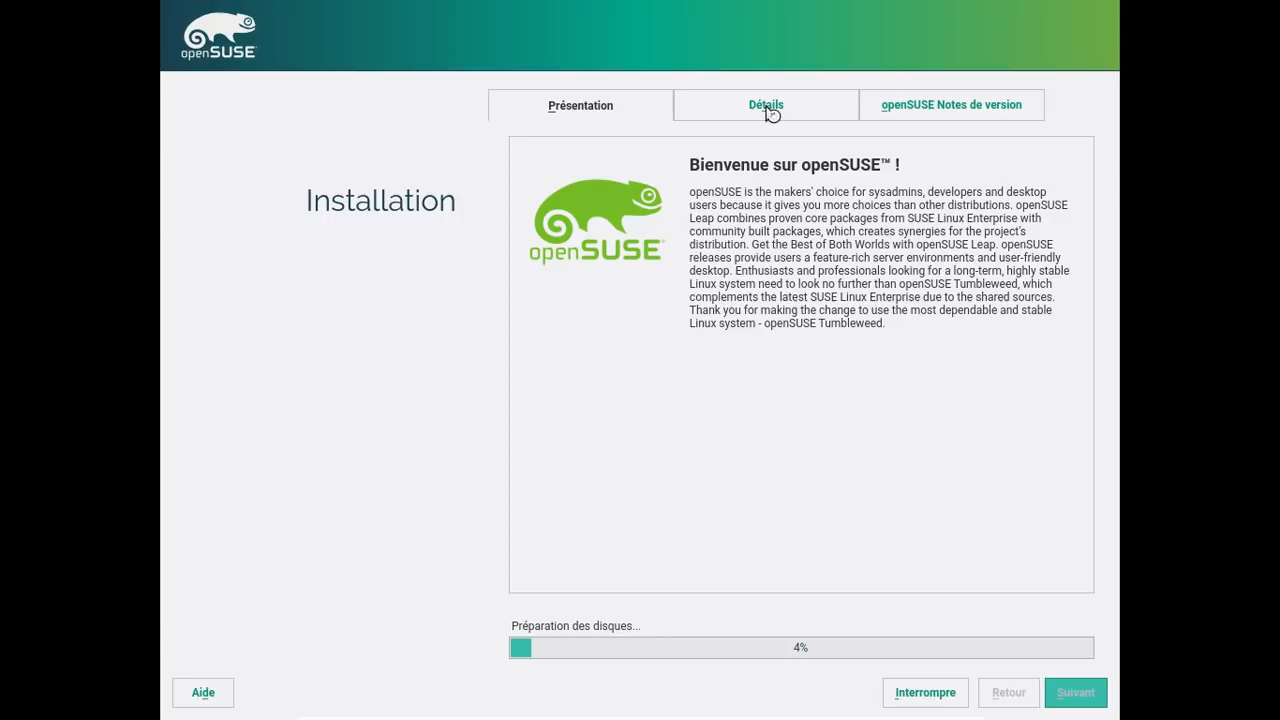 openSUSE
Présentation
Détails
openSUSE Notes de version
Installation
openSUSE
Bienvenue sur openSUSE™ !
openSUSE is the makers' choice for sysadmins, developers and desktop
users because it gives you more choices than other distributions. openSUSE
Leap combines proven core packages from SUSE Linux Enterprise with
community built packages, which creates synergies for the project's
distribution. Get the Best of Both Worlds with openSUSE Leap. openSUSE
releases provide users a feature-rich server environments and user-friendly
desktop. Enthusiasts and professionals looking for a long-term, highly stable
Linux system need to look no further than openSUSE Tumbleweed, which
complements the latest SUSE Linux Enterprise due to the shared sources.
Thank you for making the change to use the most dependable and stable
Linux system - openSUSE Tumbleweed.
Préparation des disques...
4%
Aide
Interrompre
Retour
Suivant